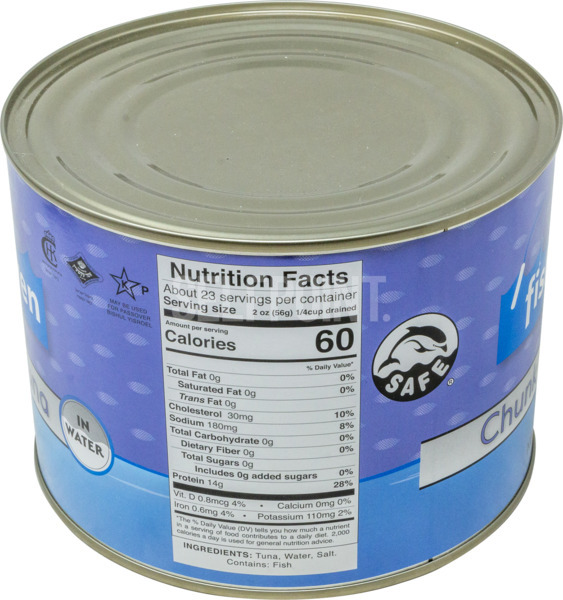 K P
MAY BE USED
FOR PASSOVER
BISHUL YISROEL
en
na
IN
WATER
Nutrition Facts
About 23 servings per container
Serving size 2 oz (56g) 1/4cup drained
Amount per serving
Calories 60
% Daily Value*
Total Fat 0g 0%
Saturated Fat 0g 0%
Trans Fat 0g
Cholesterol 30mg 10%
Sodium 180mg 8%
Total Carbohydrate 0g 0%
Dietary Fiber 0g 0%
Total Sugars 0g
Includes 0g added sugars 0%
Protein 14g 28%
Vit. D 0.8mcg 4% • Calcium 0mg 0%
Iron 0.6mg 4% • Potassium 110mg 2%
*The % Daily Value (DV) tells you how much a nutrient
in a serving of food contributes to a daily diet. 2,000
calories a day is used for general nutrition advice.
INGREDIENTS: Tuna, Water, Salt.
Contains: Fish
SAFE
®
fis
Chunk